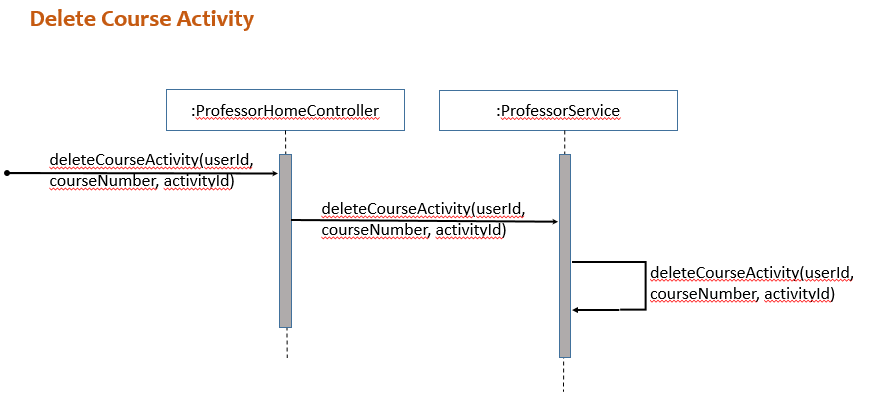 Delete Course Activity
:ProfessorHomeController
:ProfessorService
deleteCourseActivity(userId,
courseNumber, activityId)
deleteCourseActivity(userId,
courseNumber, activityId)
deleteCourseActivity(userId,
courseNumber, activityId)